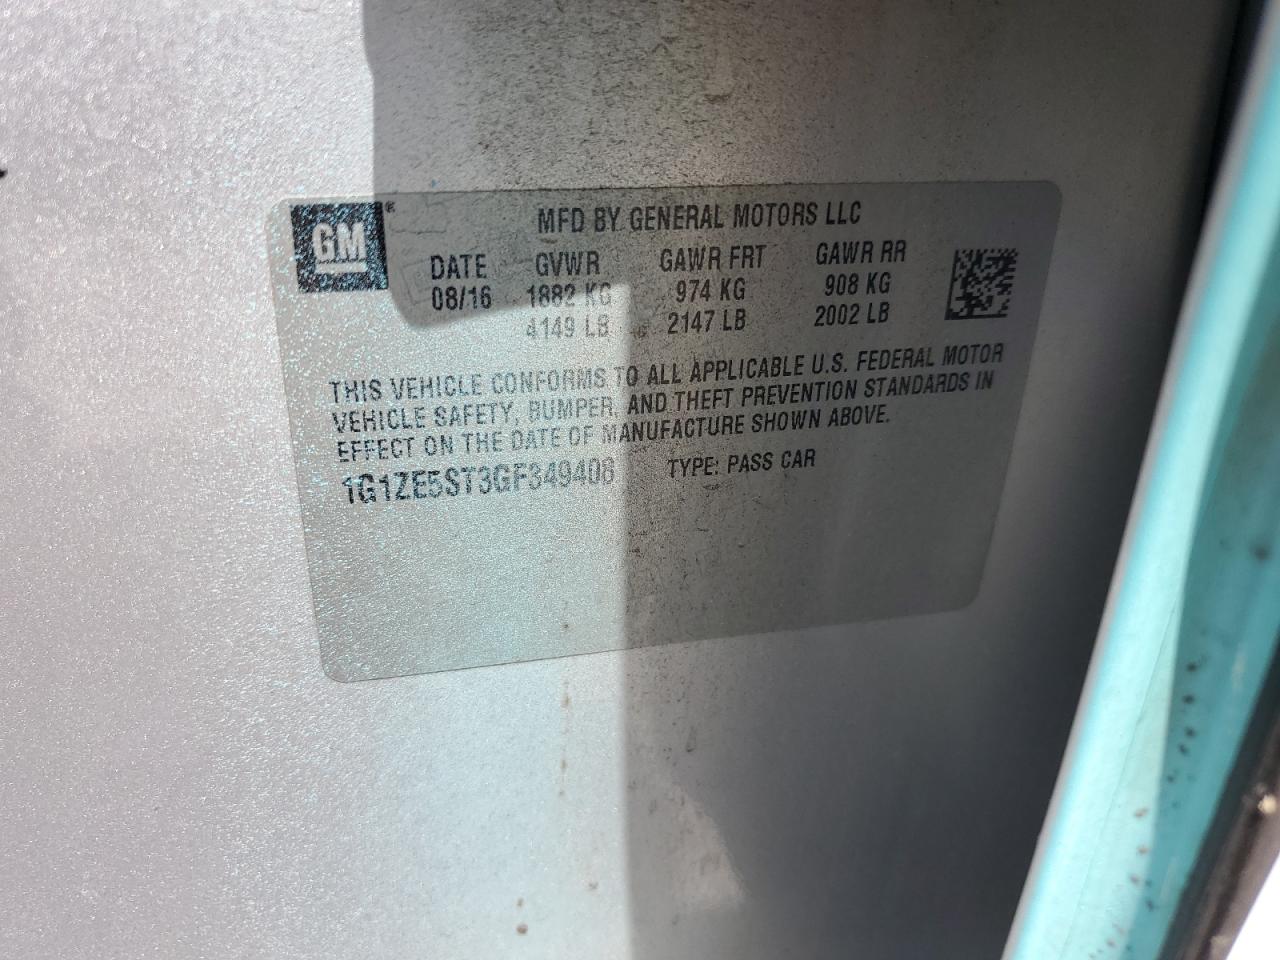 GM®
MFD BY GENERAL MOTORS LLC
DATE GVWR GAWR FRT GAWR RR
08/16 1882 KG 974 KG 908 KG
4149 LB 2147 LB 2002 LB
THIS VEHICLE CONFORMS TO ALL APPLICABLE U.S. FEDERAL MOTOR
VEHICLE SAFETY, BUMPER, AND THEFT PREVENTION STANDARDS IN
EFFECT ON THE DATE OF MANUFACTURE SHOWN ABOVE.
1G1ZE5ST3GF349408 TYPE: PASS CAR